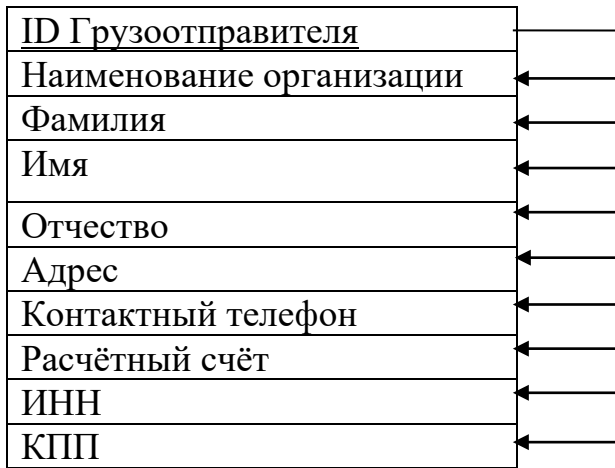 ID Грузоотправителя
Наименование организации
Фамилия
Имя
Отчество
Адрес
Контактный телефон
Расчётный счёт
ИНН
КПП